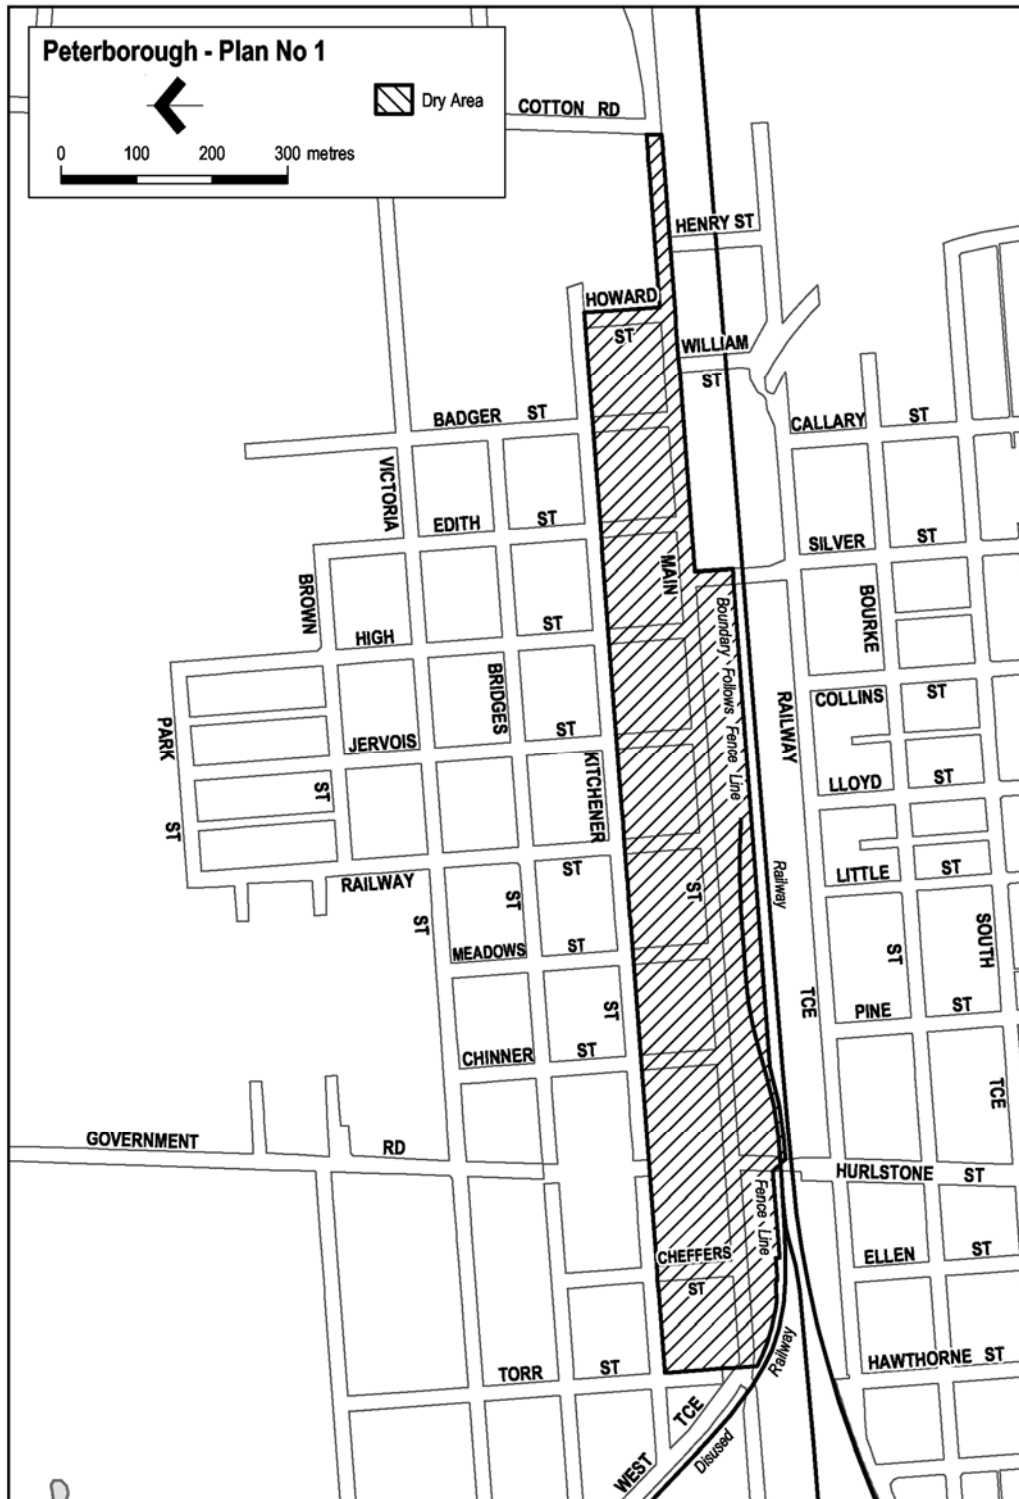 Peterborough - Plan No 1
Dry Area
0 100 200 300 metres
COTTON RD
HENRY ST
HOWARD
ST
WILLIAM
ST
BADGER ST
CALLARY ST
VICTORIA
EDITH ST
SILVER ST
MAIN
BROWN
HIGH ST
BOURKE
Boundary Follows Fence Line
BRIDGES
COLLINS ST
PARK
JERVOIS ST
RAILWAY
KITCHENER
LLOYD ST
ST
ST
RAILWAY ST
LITTLE ST
Railway
ST
ST
ST
MEADOWS ST
SOUTH
ST
ST
TCE
PINE ST
CHINNER ST
TCE
GOVERNMENT RD
HURLSTONE ST
Fence Line
CHEFFERS
ST
ELLEN ST
TORR ST
HAWTHORNE ST
Railway
WEST TCE
Disused